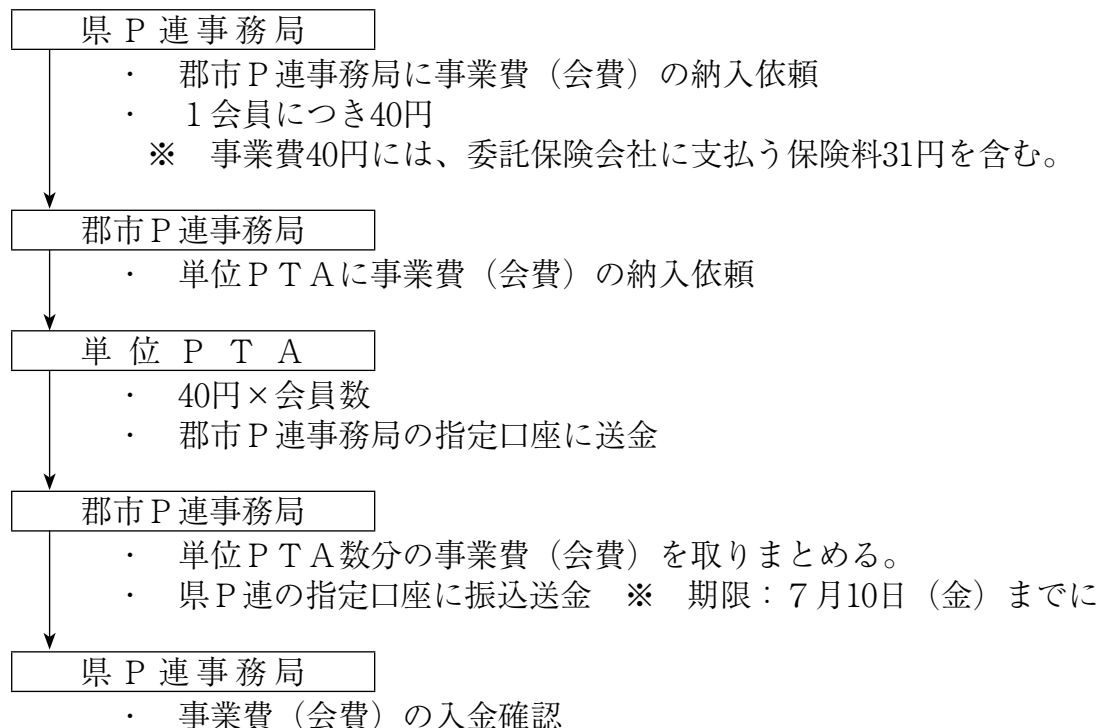 県Ｐ連事務局
・　郡市Ｐ連事務局に事業費（会費）の納入依頼
・　１会員につき40円
※　事業費40円には、委託保険会社に支払う保険料31円を含む。
郡市Ｐ連事務局
・　単位ＰＴＡに事業費（会費）の納入依頼
単位ＰＴＡ
・　40円×会員数
・　郡市Ｐ連事務局の指定口座に送金
郡市Ｐ連事務局
・　単位ＰＴＡ数分の事業費（会費）を取りまとめる。
・　県Ｐ連の指定口座に振込送金　※　期限：７月10日（金）までに
県Ｐ連事務局
・　事業費（会費）の入金確認